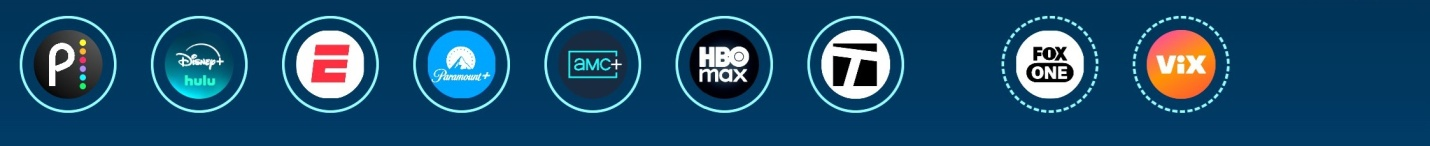 P
Disney+
hulu
E
Paramount+
aMC+
HBO
max
T
FOX
ONE
ViX